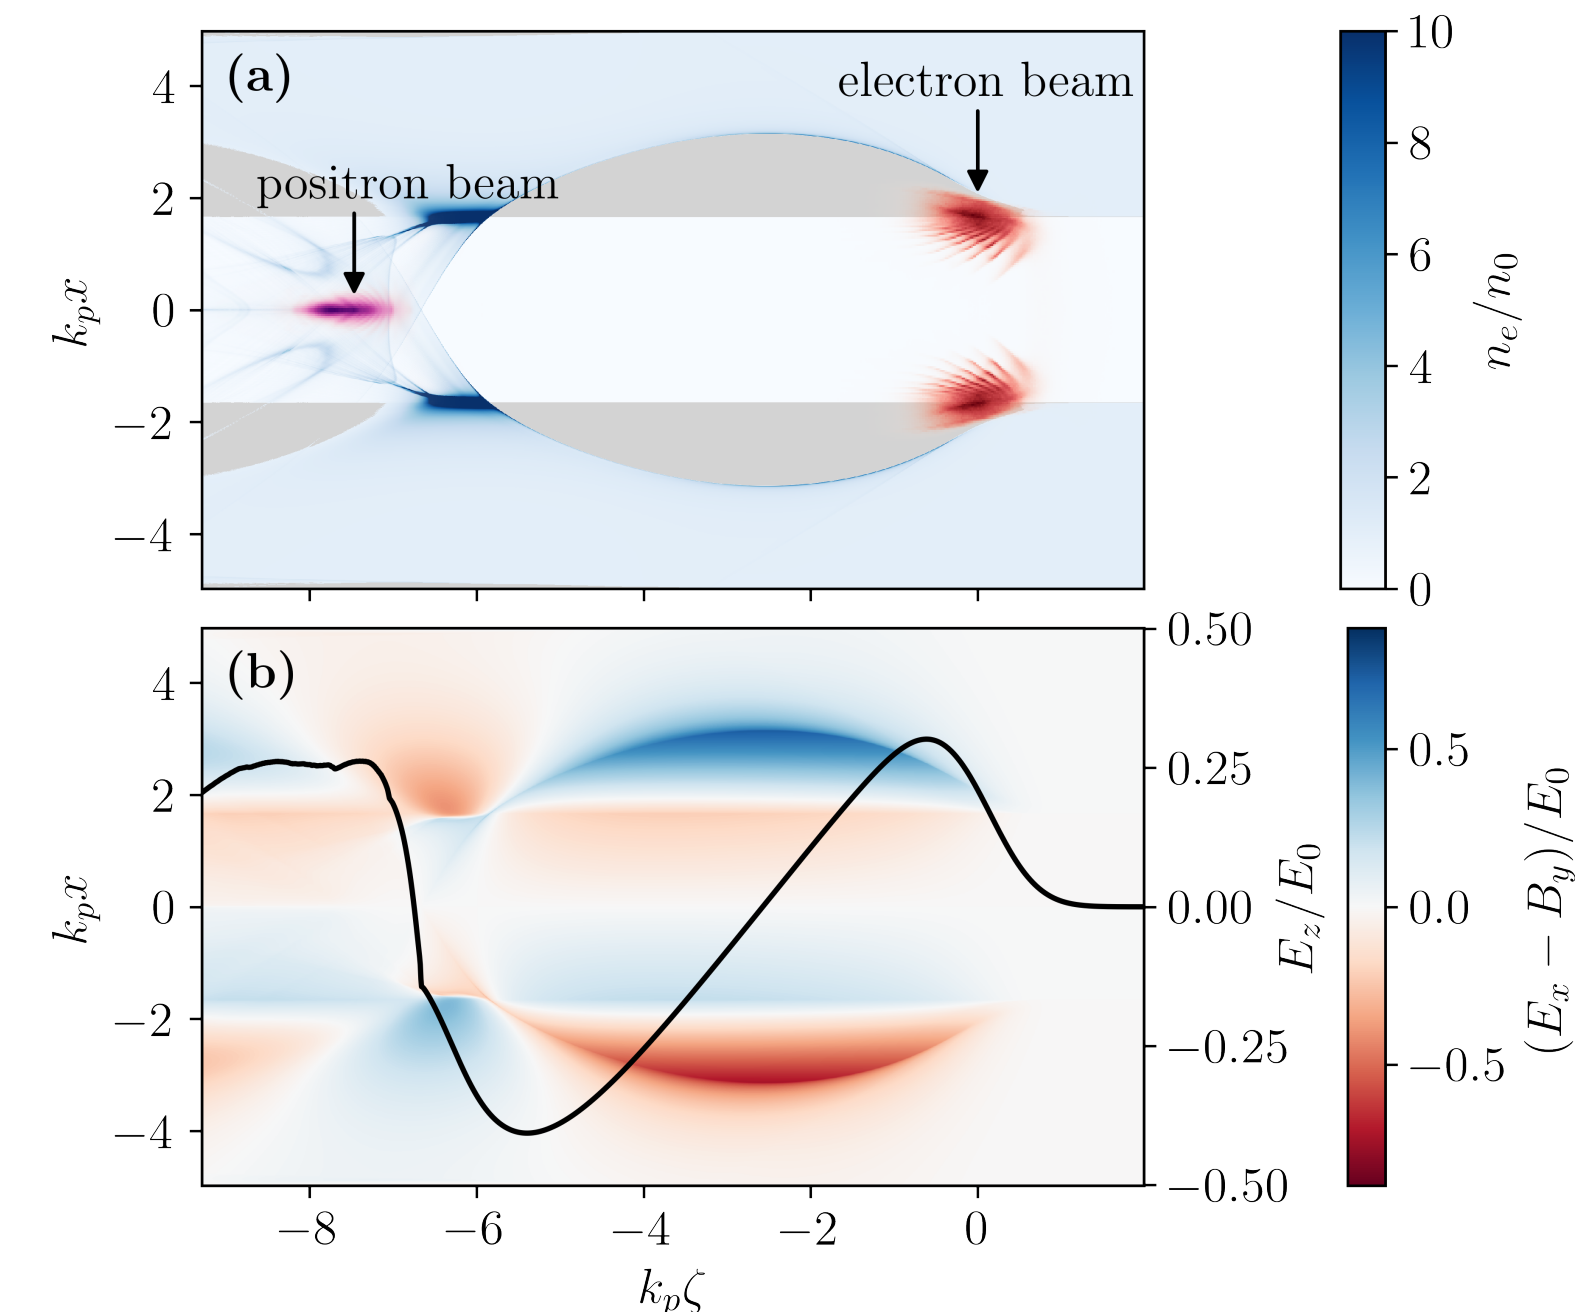 (a)
electron beam
positron beam
4
2
0
−2
−4
k_p x
10
8
6
4
2
0
n_e/n_0
(b)
4
2
0
−2
−4
k_p x
0.50
0.25
0.00
−0.25
−0.50
E_z/E_0
0.5
0.0
−0.5
(E_x − B_y)/E_0
−8 −6 −4 −2 0
k_p ζ